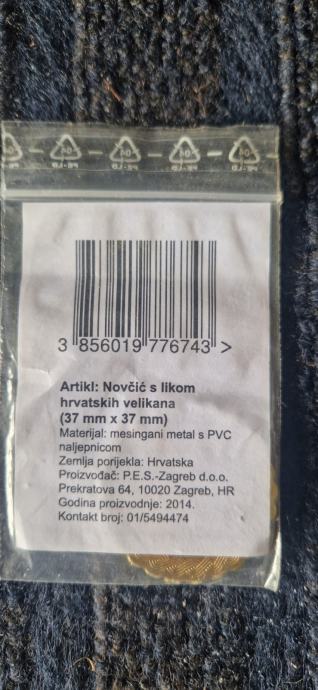 3 856019 776743 >
Artikl: Novčić s likom
hrvatskih velikana
(37 mm x 37 mm)
Materijal: mesingani metal s PVC
naljepnicom
Zemlja porijekla: Hrvatska
Proizvođač: P.E.S.-Zagreb d.o.o.
Prekratova 64, 10020 Zagreb, HR
Godina proizvodnje: 2014.
Kontakt broj: 01/5494474